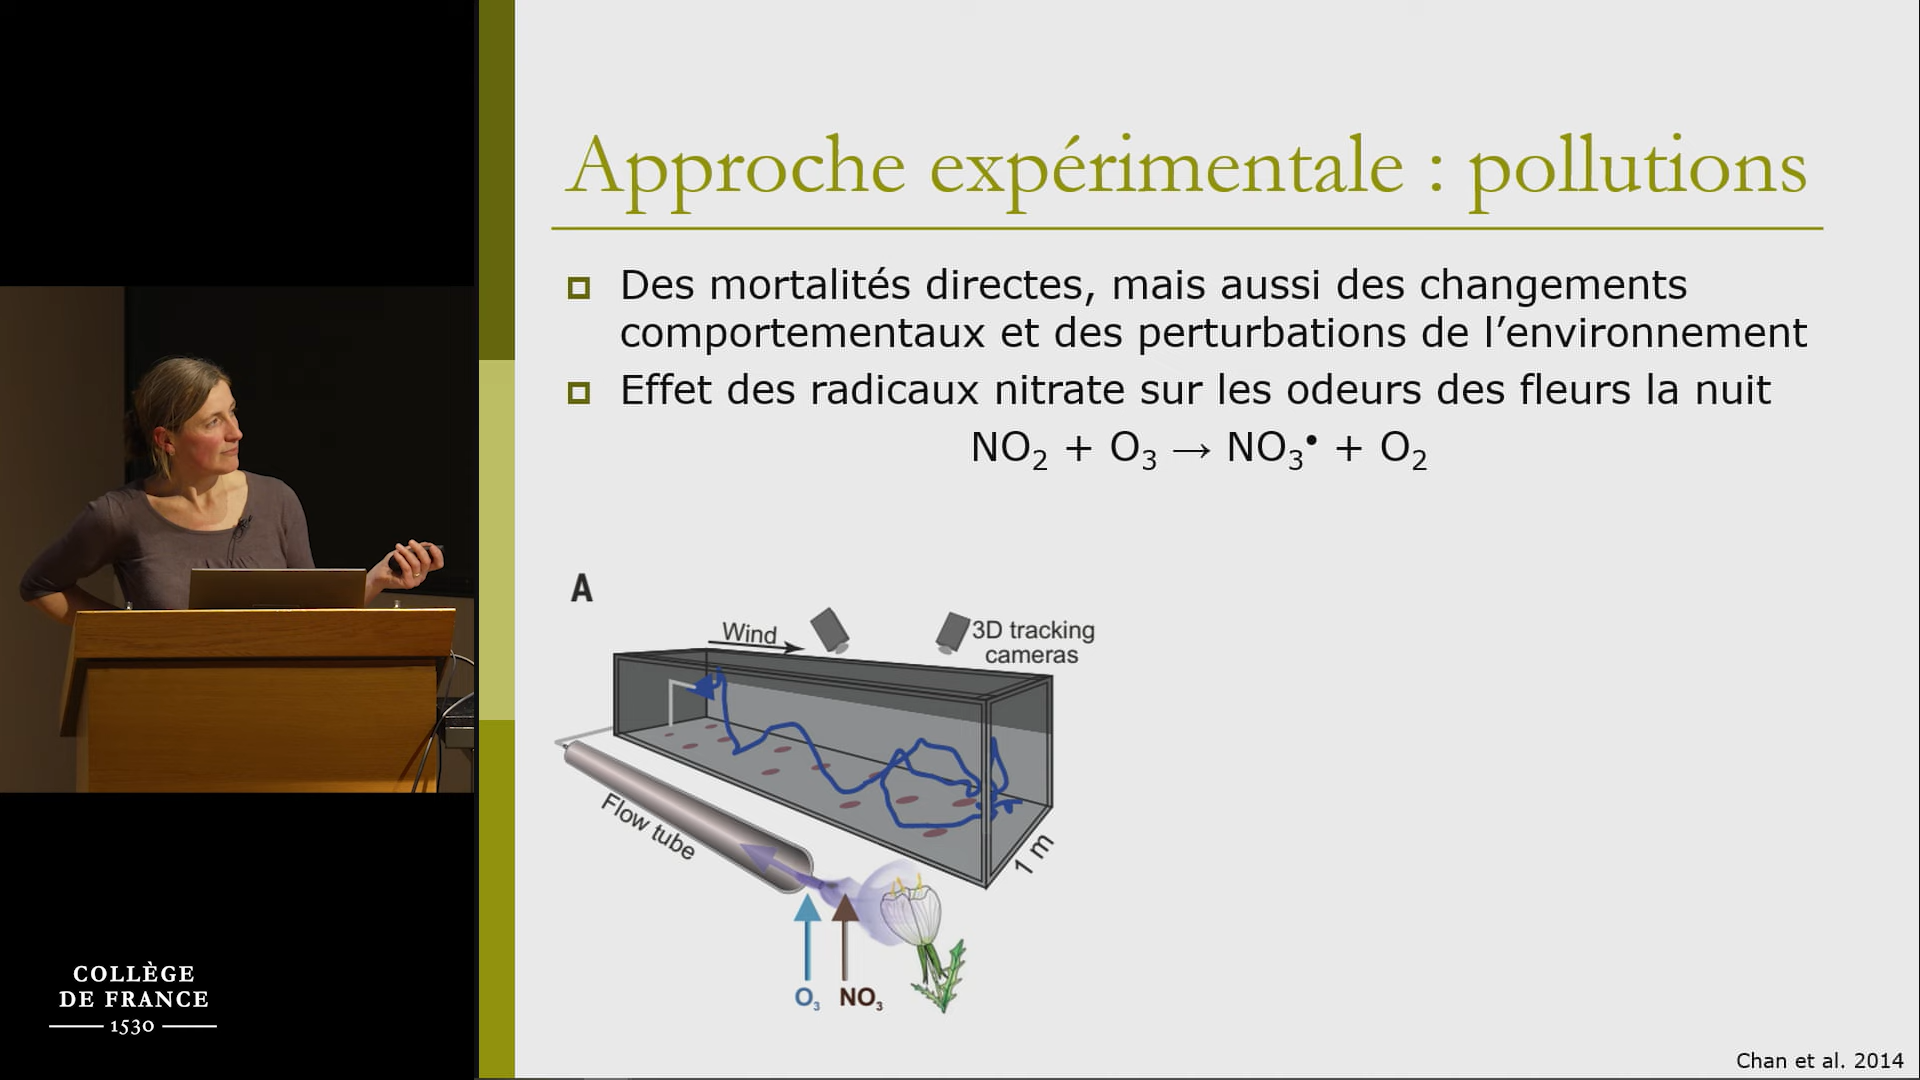 Approche expérimentale : pollutions
Des mortalités directes, mais aussi des changements
comportementaux et des perturbations de l’environnement
Effet des radicaux nitrate sur les odeurs des fleurs la nuit
NO₂ + O₃ → NO₃• + O₂
A
Wind
3D tracking
cameras
Flow tube
1 m
O₃ NO₃
COLLÈGE
DE FRANCE
1530
Chan et al. 2014